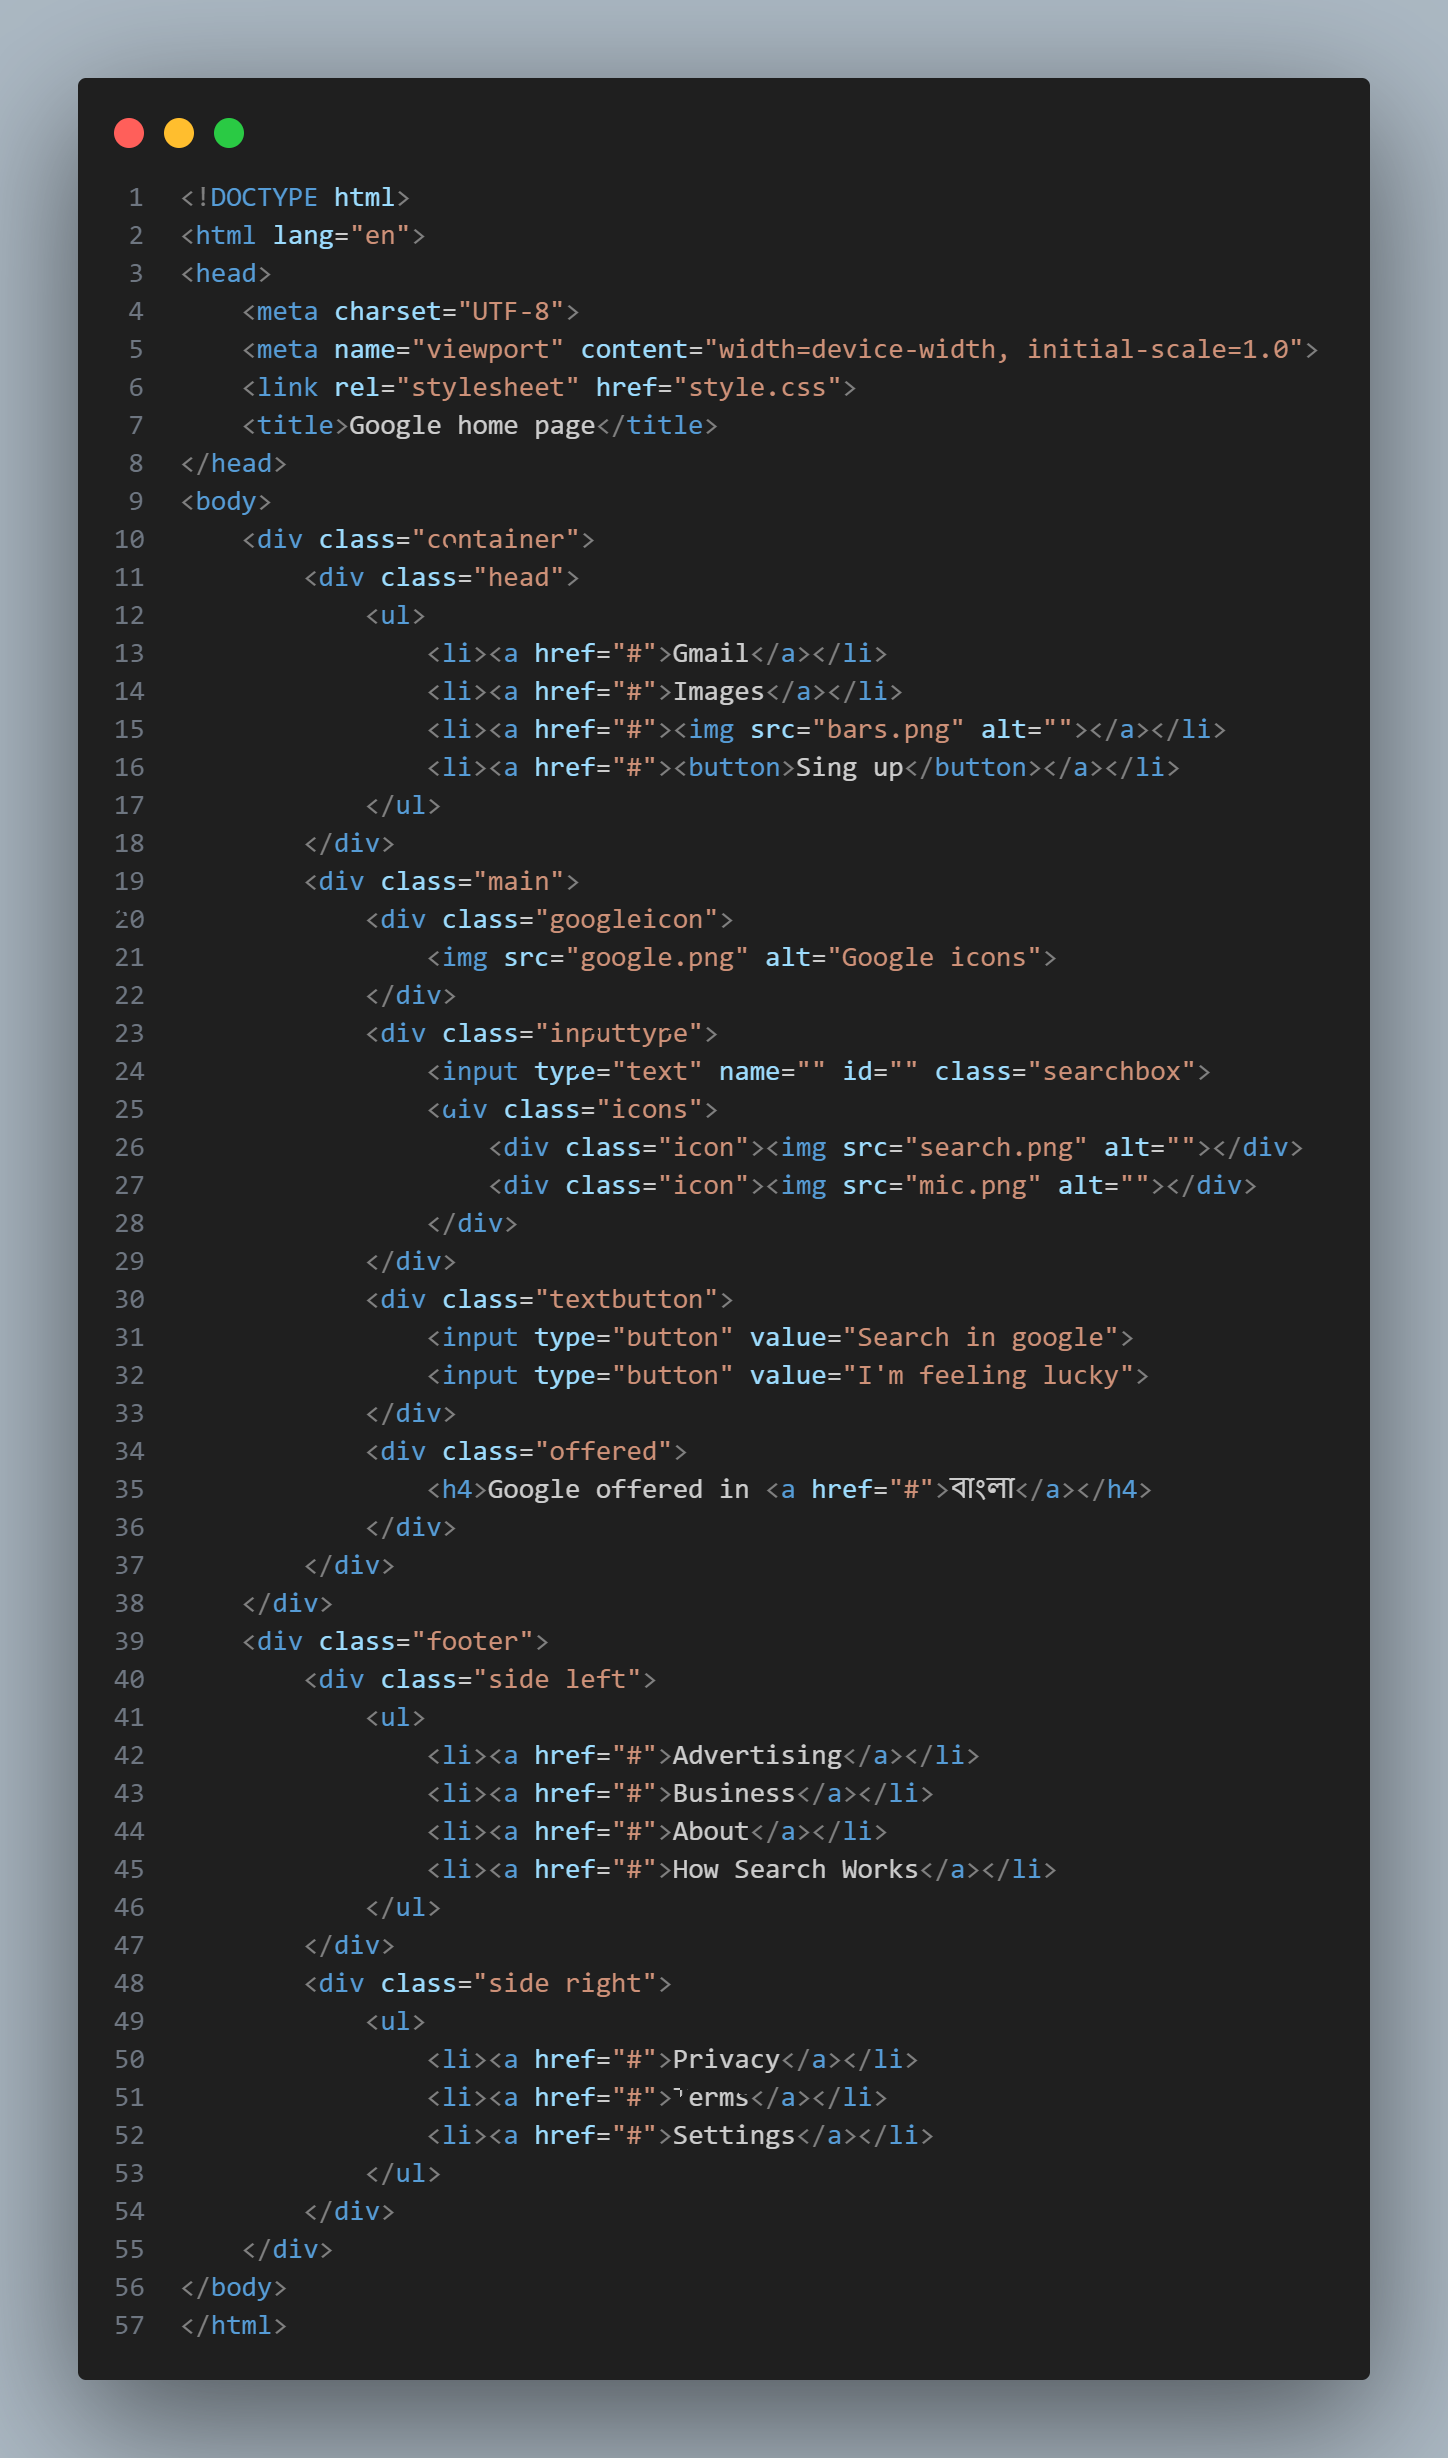 1 <!DOCTYPE html>
2 <html lang="en">
3 <head>
4     <meta charset="UTF-8">
5     <meta name="viewport" content="width=device-width, initial-scale=1.0">
6     <link rel="stylesheet" href="style.css">
7     <title>Google home page</title>
8 </head>
9 <body>
10     <div class="container">
11         <div class="head">
12             <ul>
13                 <li><a href="#">Gmail</a></li>
14                 <li><a href="#">Images</a></li>
15                 <li><a href="#"><img src="bars.png" alt=""></a></li>
16                 <li><a href="#"><button>Sing up</button></a></li>
17             </ul>
18         </div>
19         <div class="main">
20             <div class="googleicon">
21                 <img src="google.png" alt="Google icons">
22             </div>
23             <div class="inputtype">
24                 <input type="text" name="" id="" class="searchbox">
25                 <div class="icons">
26                     <div class="icon"><img src="search.png" alt=""></div>
27                     <div class="icon"><img src="mic.png" alt=""></div>
28                 </div>
29             </div>
30             <div class="textbutton">
31                 <input type="button" value="Search in google">
32                 <input type="button" value="I'm feeling lucky">
33             </div>
34             <div class="offered">
35                 <h4>Google offered in <a href="#">বাংলা</a></h4>
36             </div>
37         </div>
38     </div>
39     <div class="footer">
40         <div class="side left">
41             <ul>
42                 <li><a href="#">Advertising</a></li>
43                 <li><a href="#">Business</a></li>
44                 <li><a href="#">About</a></li>
45                 <li><a href="#">How Search Works</a></li>
46             </ul>
47         </div>
48         <div class="side right">
49             <ul>
50                 <li><a href="#">Privacy</a></li>
51                 <li><a href="#">Terms</a></li>
52                 <li><a href="#">Settings</a></li>
53             </ul>
54         </div>
55     </div>
56 </body>
57 </html>